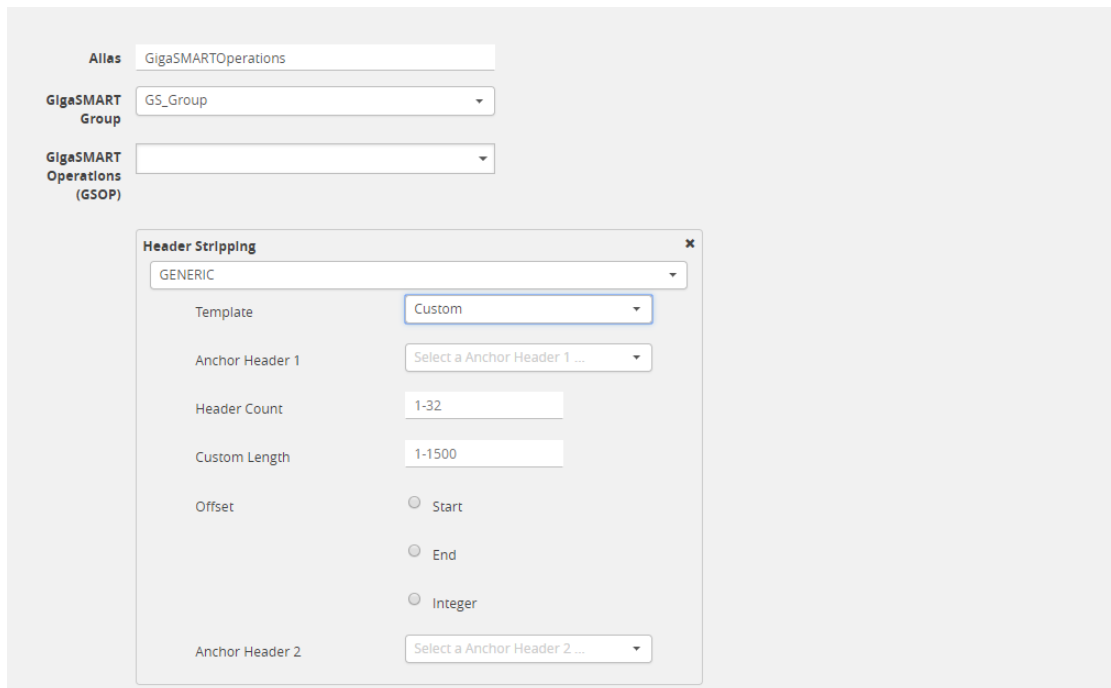 Alias GigaSMARTOperations
GigaSMART GS_Group
Group
GigaSMART
Operations
(GSOP)
Header Stripping ×
GENERIC
Template Custom
Anchor Header 1 Select a Anchor Header 1 ...
Header Count 1-32
Custom Length 1-1500
Offset Start
End
Integer
Anchor Header 2 Select a Anchor Header 2 ...